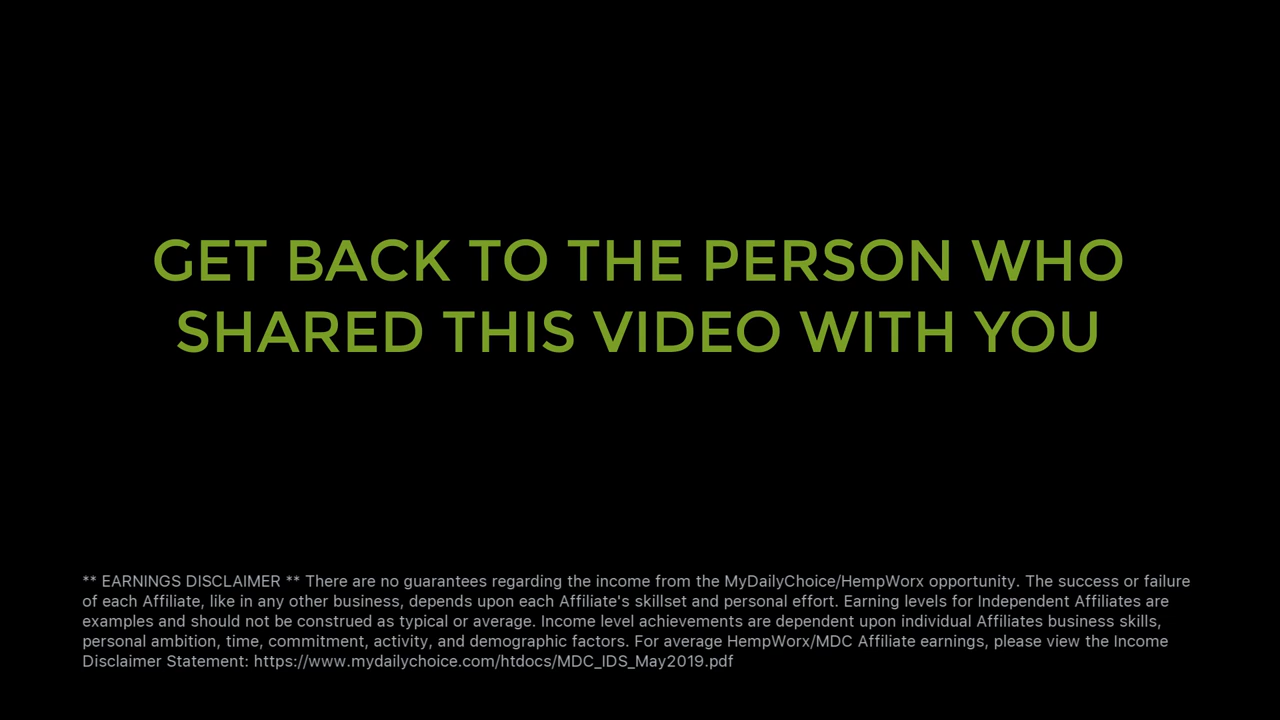 GET BACK TO THE PERSON WHO
SHARED THIS VIDEO WITH YOU
** EARNINGS DISCLAIMER ** There are no guarantees regarding the income from the MyDailyChoice/HempWorx opportunity. The success or failure
of each Affiliate, like in any other business, depends upon each Affiliate's skillset and personal effort. Earning levels for Independent Affiliates are
examples and should not be construed as typical or average. Income level achievements are dependent upon individual Affiliates business skills,
personal ambition, time, commitment, activity, and demographic factors. For average HempWorx/MDC Affiliate earnings, please view the Income
Disclaimer Statement: https://www.mydailychoice.com/htdocs/MDC_IDS_May2019.pdf